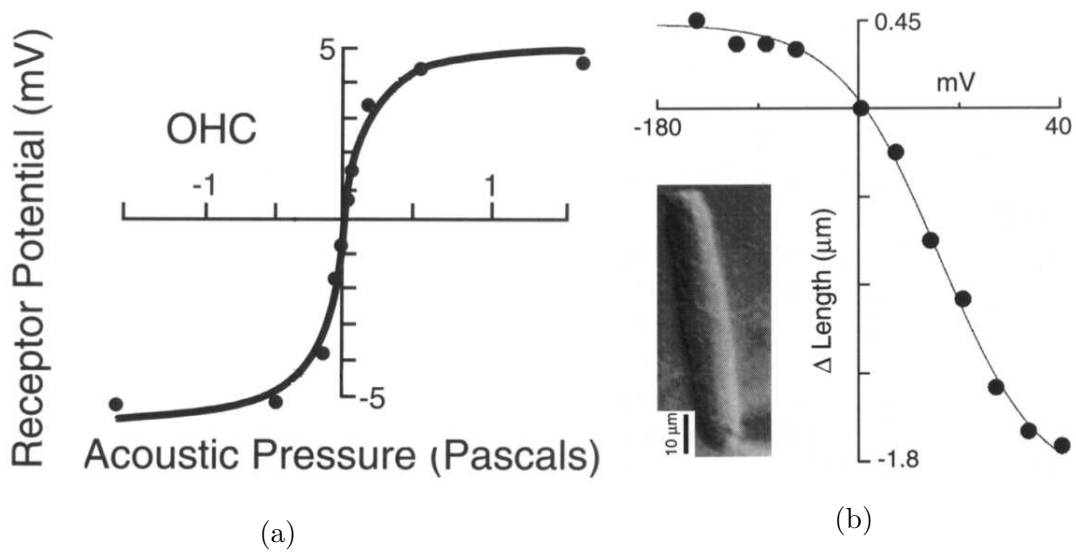 Receptor Potential (mV)
5
OHC
-1
1
-5
Acoustic Pressure (Pascals)
(a)
0.45
mV
-180
40
Δ Length (μm)
10 μm
-1.8
(b)